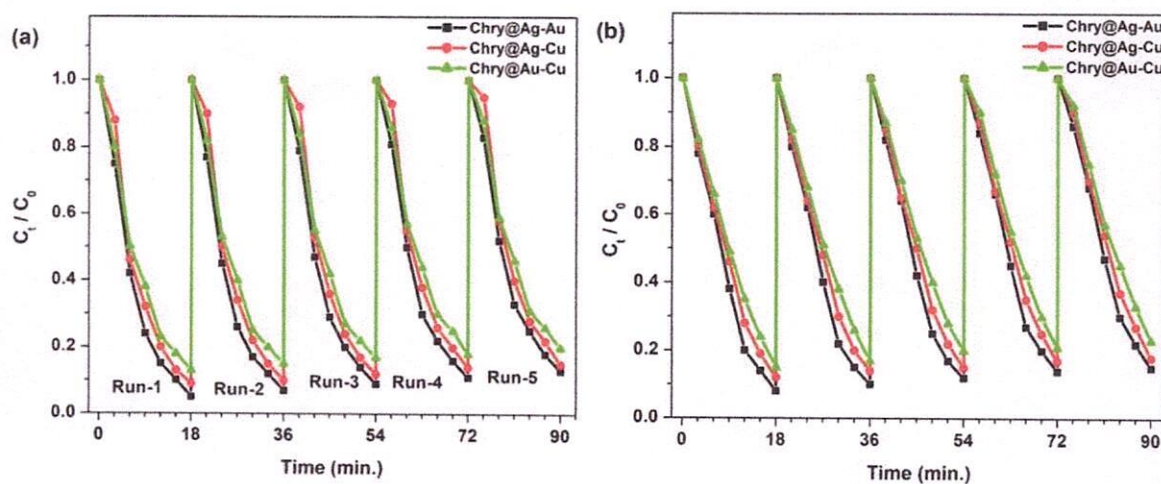 (a)
Chry@Ag-Au
Chry@Ag-Cu
Chry@Au-Cu
1.0
0.8
0.6
0.4
0.2
0.0
Ct / C0
Run-1 Run-2 Run-3 Run-4 Run-5
0 18 36 54 72 90
Time (min.)
(b)
Chry@Ag-Au
Chry@Ag-Cu
Chry@Au-Cu
1.0
0.8
0.6
0.4
0.2
0.0
Ct / C0
0 18 36 54 72 90
Time (min.)